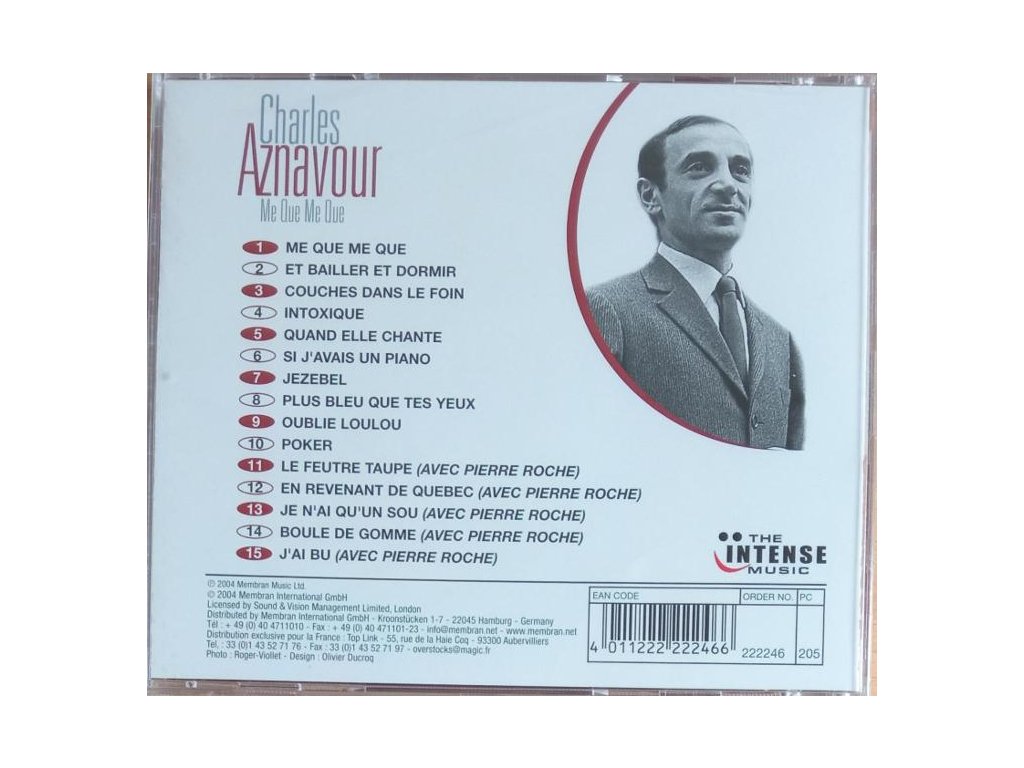 Charles
Aznavour
Me Que Me Que
1 ME QUE ME QUE
2 ET BAILLER ET DORMIR
3 COUCHES DANS LE FOIN
4 INTOXIQUE
5 QUAND ELLE CHANTE
6 SI J'AVAIS UN PIANO
7 JEZEBEL
8 PLUS BLEU QUE TES YEUX
9 OUBLIE LOULOU
10 POKER
11 LE FEUTRE TAUPE (AVEC PIERRE ROCHE)
12 EN REVENANT DE QUEBEC (AVEC PIERRE ROCHE)
13 JE N'AI QU'UN SOU (AVEC PIERRE ROCHE)
14 BOULE DE GOMME (AVEC PIERRE ROCHE)
15 J'AI BU (AVEC PIERRE ROCHE)
THE
INTENSE
MUSIC
℗ 2004 Membran Music Ltd.
© 2004 Membran International GmbH
Licensed by Sound & Vision Management Limited, London
Distributed by Membran International GmbH - Kroonstücken 1-7 - 22045 Hamburg - Germany
Tél : + 49 (0) 40 4711010 - Fax : + 49 (0) 40 471101-23 - info@membran.net - www.membran.net
Distribution exclusive pour la France : Top Link - 55, rue de la Haie Coq - 93300 Aubervilliers
Tél. : 33 (0)1 43 52 71 76 - Fax : 33 (0)1 43 52 71 97 - overstocks@magic.fr
Photo : Roger-Viollet - Design : Olivier Ducroq
EAN CODE
4 011222 222466
ORDER NO.
222246
PC
205